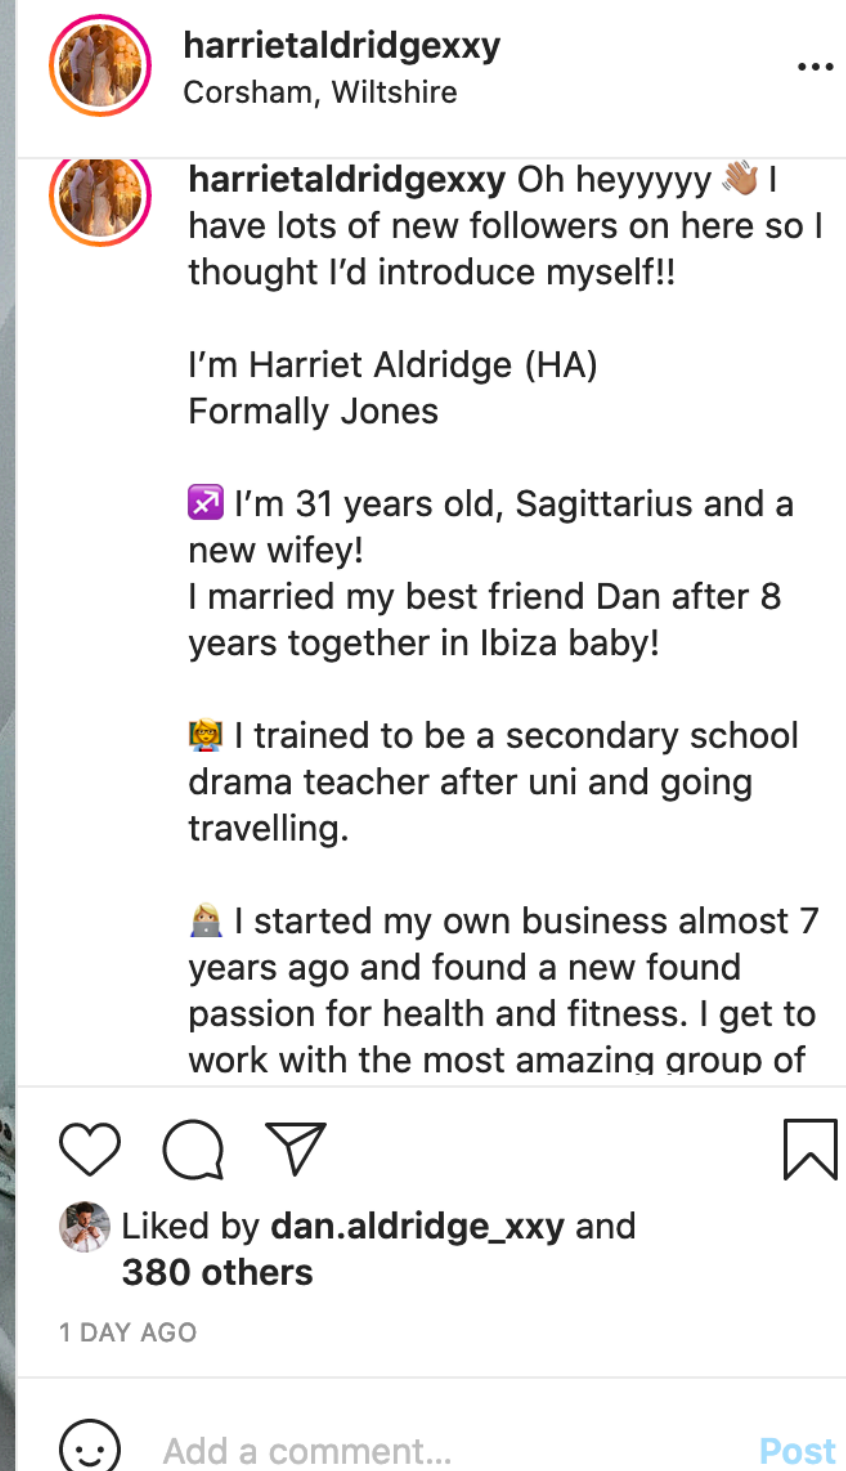 harrietaldridgexxy
Corsham, Wiltshire
harrietaldridgexxy Oh heyyyyy 👋🏽 I
have lots of new followers on here so I
thought I’d introduce myself!!
I’m Harriet Aldridge (HA)
Formally Jones
♐ I’m 31 years old, Sagittarius and a
new wifey!
I married my best friend Dan after 8
years together in Ibiza baby!
👩‍🏫 I trained to be a secondary school
drama teacher after uni and going
travelling.
👩🏼‍💻 I started my own business almost 7
years ago and found a new found
passion for health and fitness. I get to
work with the most amazing group of
Liked by dan.aldridge_xxy and
380 others
1 DAY AGO
Add a comment...
Post